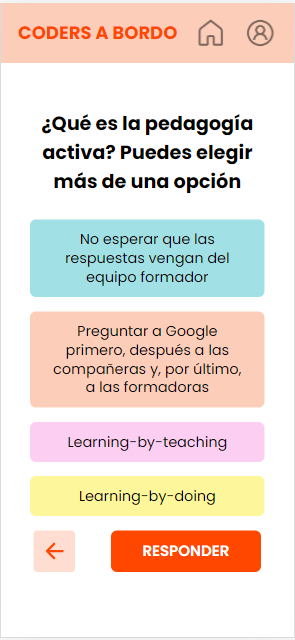 CODERS A BORDO
¿Qué es la pedagogía
activa? Puedes elegir
más de una opción
No esperar que las
respuestas vengan del
equipo formador
Preguntar a Google
primero, después a las
compañeras y, por último,
a las formadoras
Learning-by-teaching
Learning-by-doing
RESPONDER